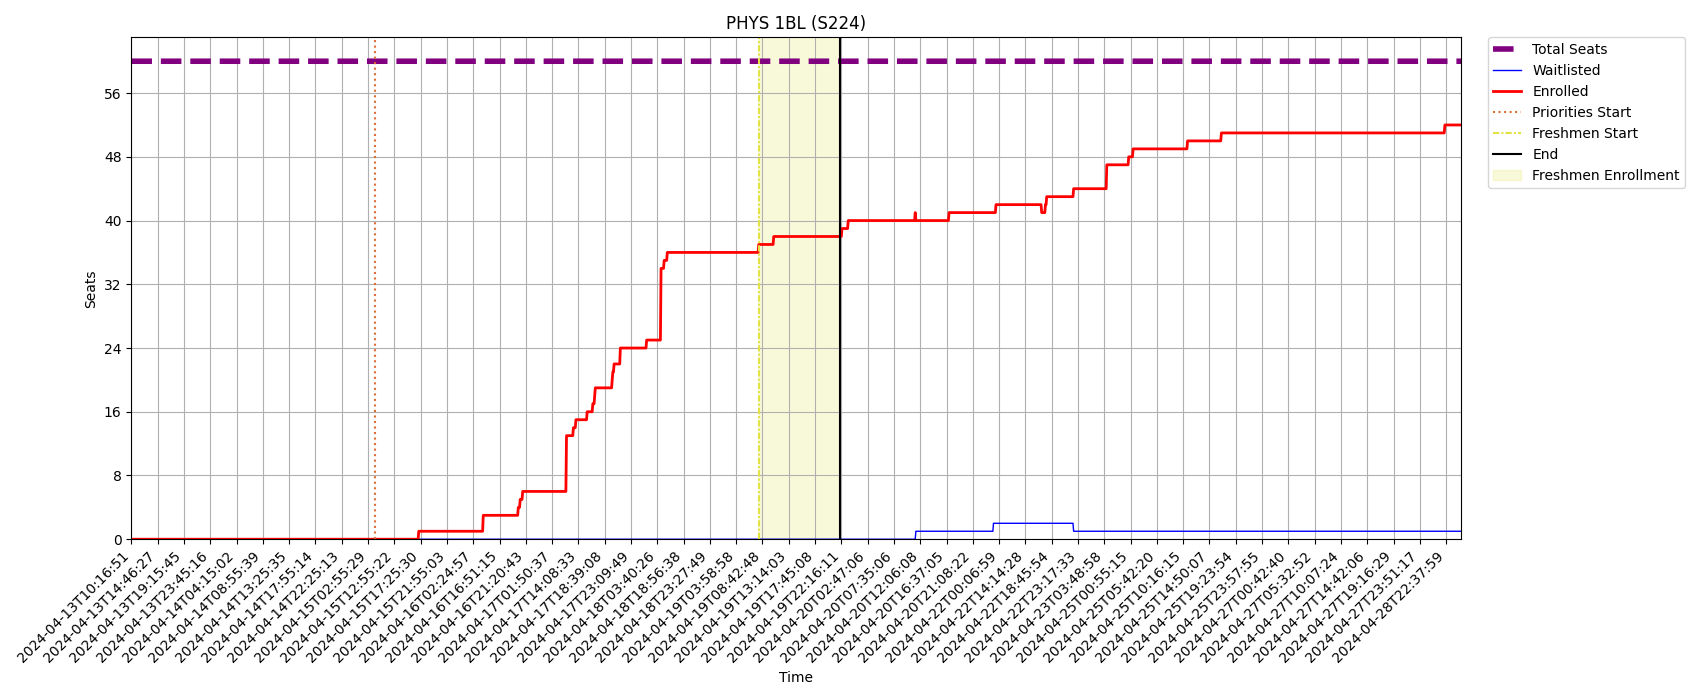 PHYS 1BL (S224)
Total Seats
Waitlisted
Enrolled
Priorities Start
Freshmen Start
End
Freshmen Enrollment
Seats
56
48
40
32
24
16
8
0
2024-04-13T10:16:51
2024-04-13T14:46:27
2024-04-13T19:15:45
2024-04-13T23:45:16
2024-04-14T04:15:02
2024-04-14T08:55:39
2024-04-14T13:25:35
2024-04-14T17:55:14
2024-04-14T22:25:13
2024-04-15T02:55:29
2024-04-15T12:55:22
2024-04-15T17:25:30
2024-04-15T21:55:03
2024-04-16T02:24:57
2024-04-16T16:51:15
2024-04-16T21:20:43
2024-04-17T01:50:37
2024-04-17T14:08:33
2024-04-17T18:39:08
2024-04-17T23:09:49
2024-04-18T03:40:26
2024-04-18T18:56:38
2024-04-18T23:27:49
2024-04-19T03:58:58
2024-04-19T08:42:48
2024-04-19T13:14:03
2024-04-19T17:45:08
2024-04-19T22:16:11
2024-04-20T02:47:06
2024-04-20T07:35:06
2024-04-20T12:06:08
2024-04-20T16:37:05
2024-04-20T21:08:22
2024-04-22T00:06:59
2024-04-22T14:14:28
2024-04-22T18:45:54
2024-04-22T23:17:33
2024-04-23T03:48:58
2024-04-25T00:55:15
2024-04-25T05:42:20
2024-04-25T10:16:15
2024-04-25T14:50:07
2024-04-25T19:23:54
2024-04-25T23:57:55
2024-04-27T00:42:40
2024-04-27T05:32:52
2024-04-27T10:07:24
2024-04-27T14:42:06
2024-04-27T19:16:29
2024-04-27T23:51:17
2024-04-28T22:37:59
Time